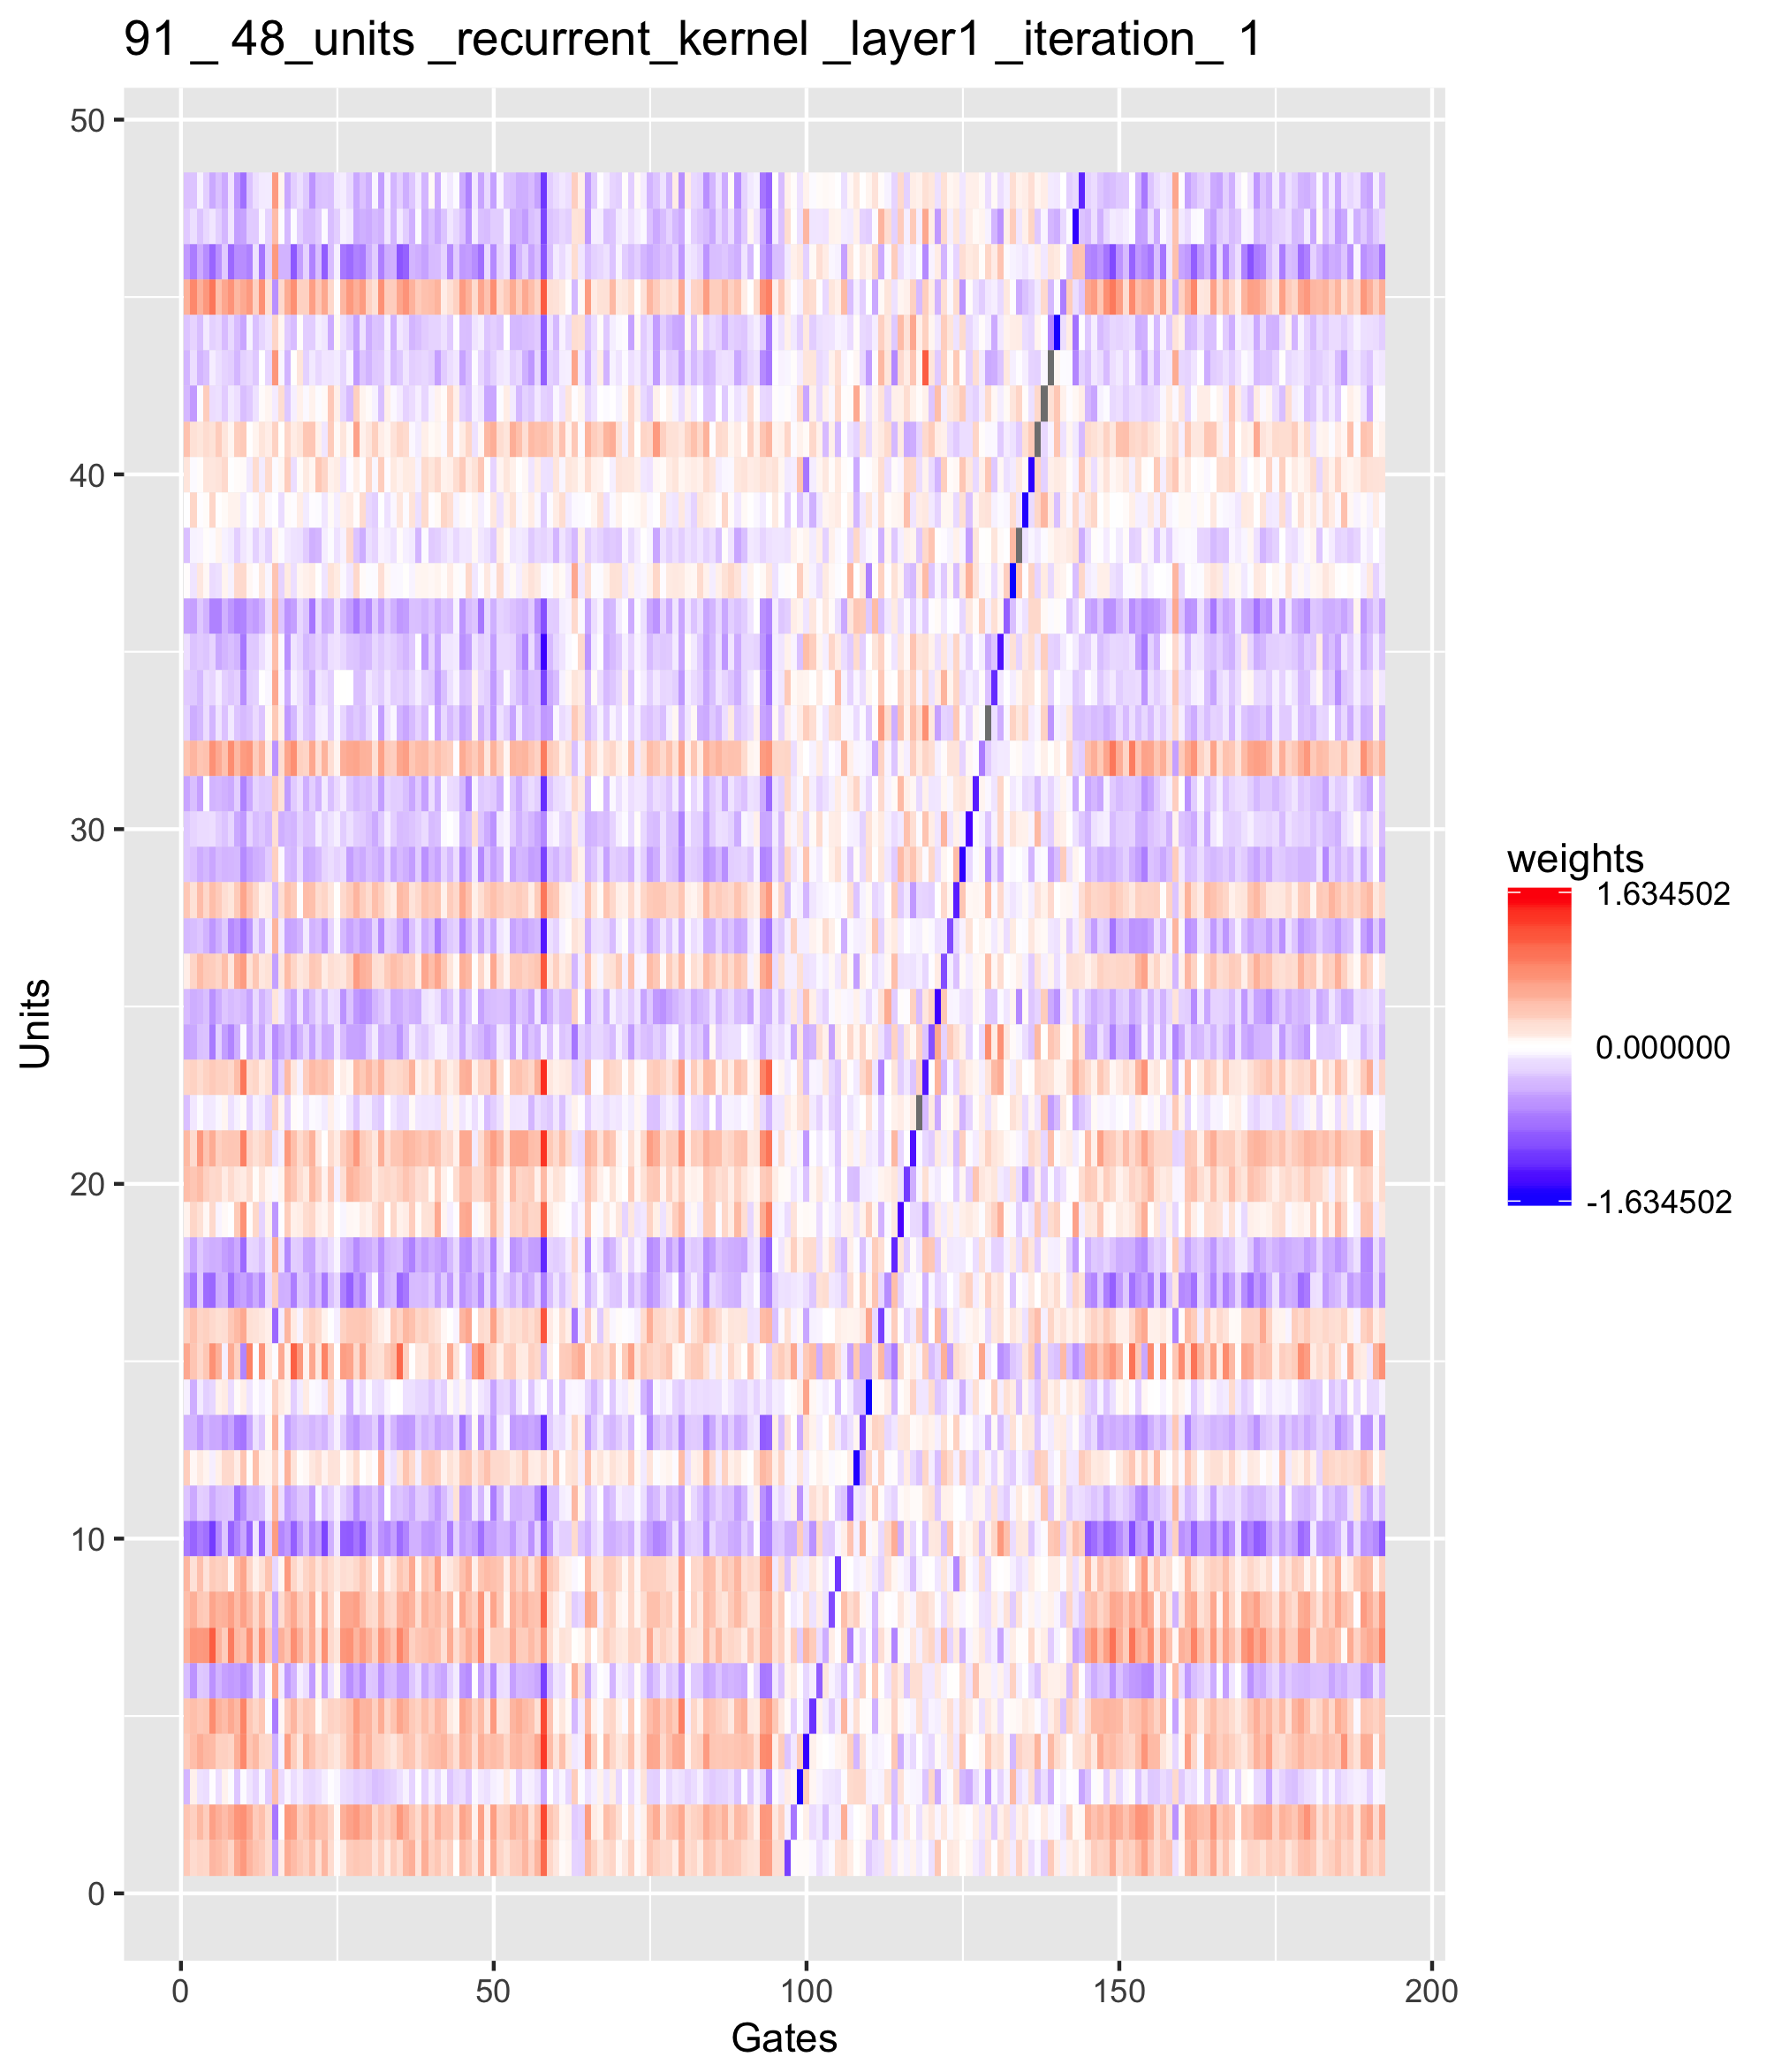 91 _ 48_units _recurrent_kernel _layer1 _iteration_ 1
50
40
30
20
10
0
Units
0 50 100 150 200
Gates
weights
1.634502
0.000000
-1.634502